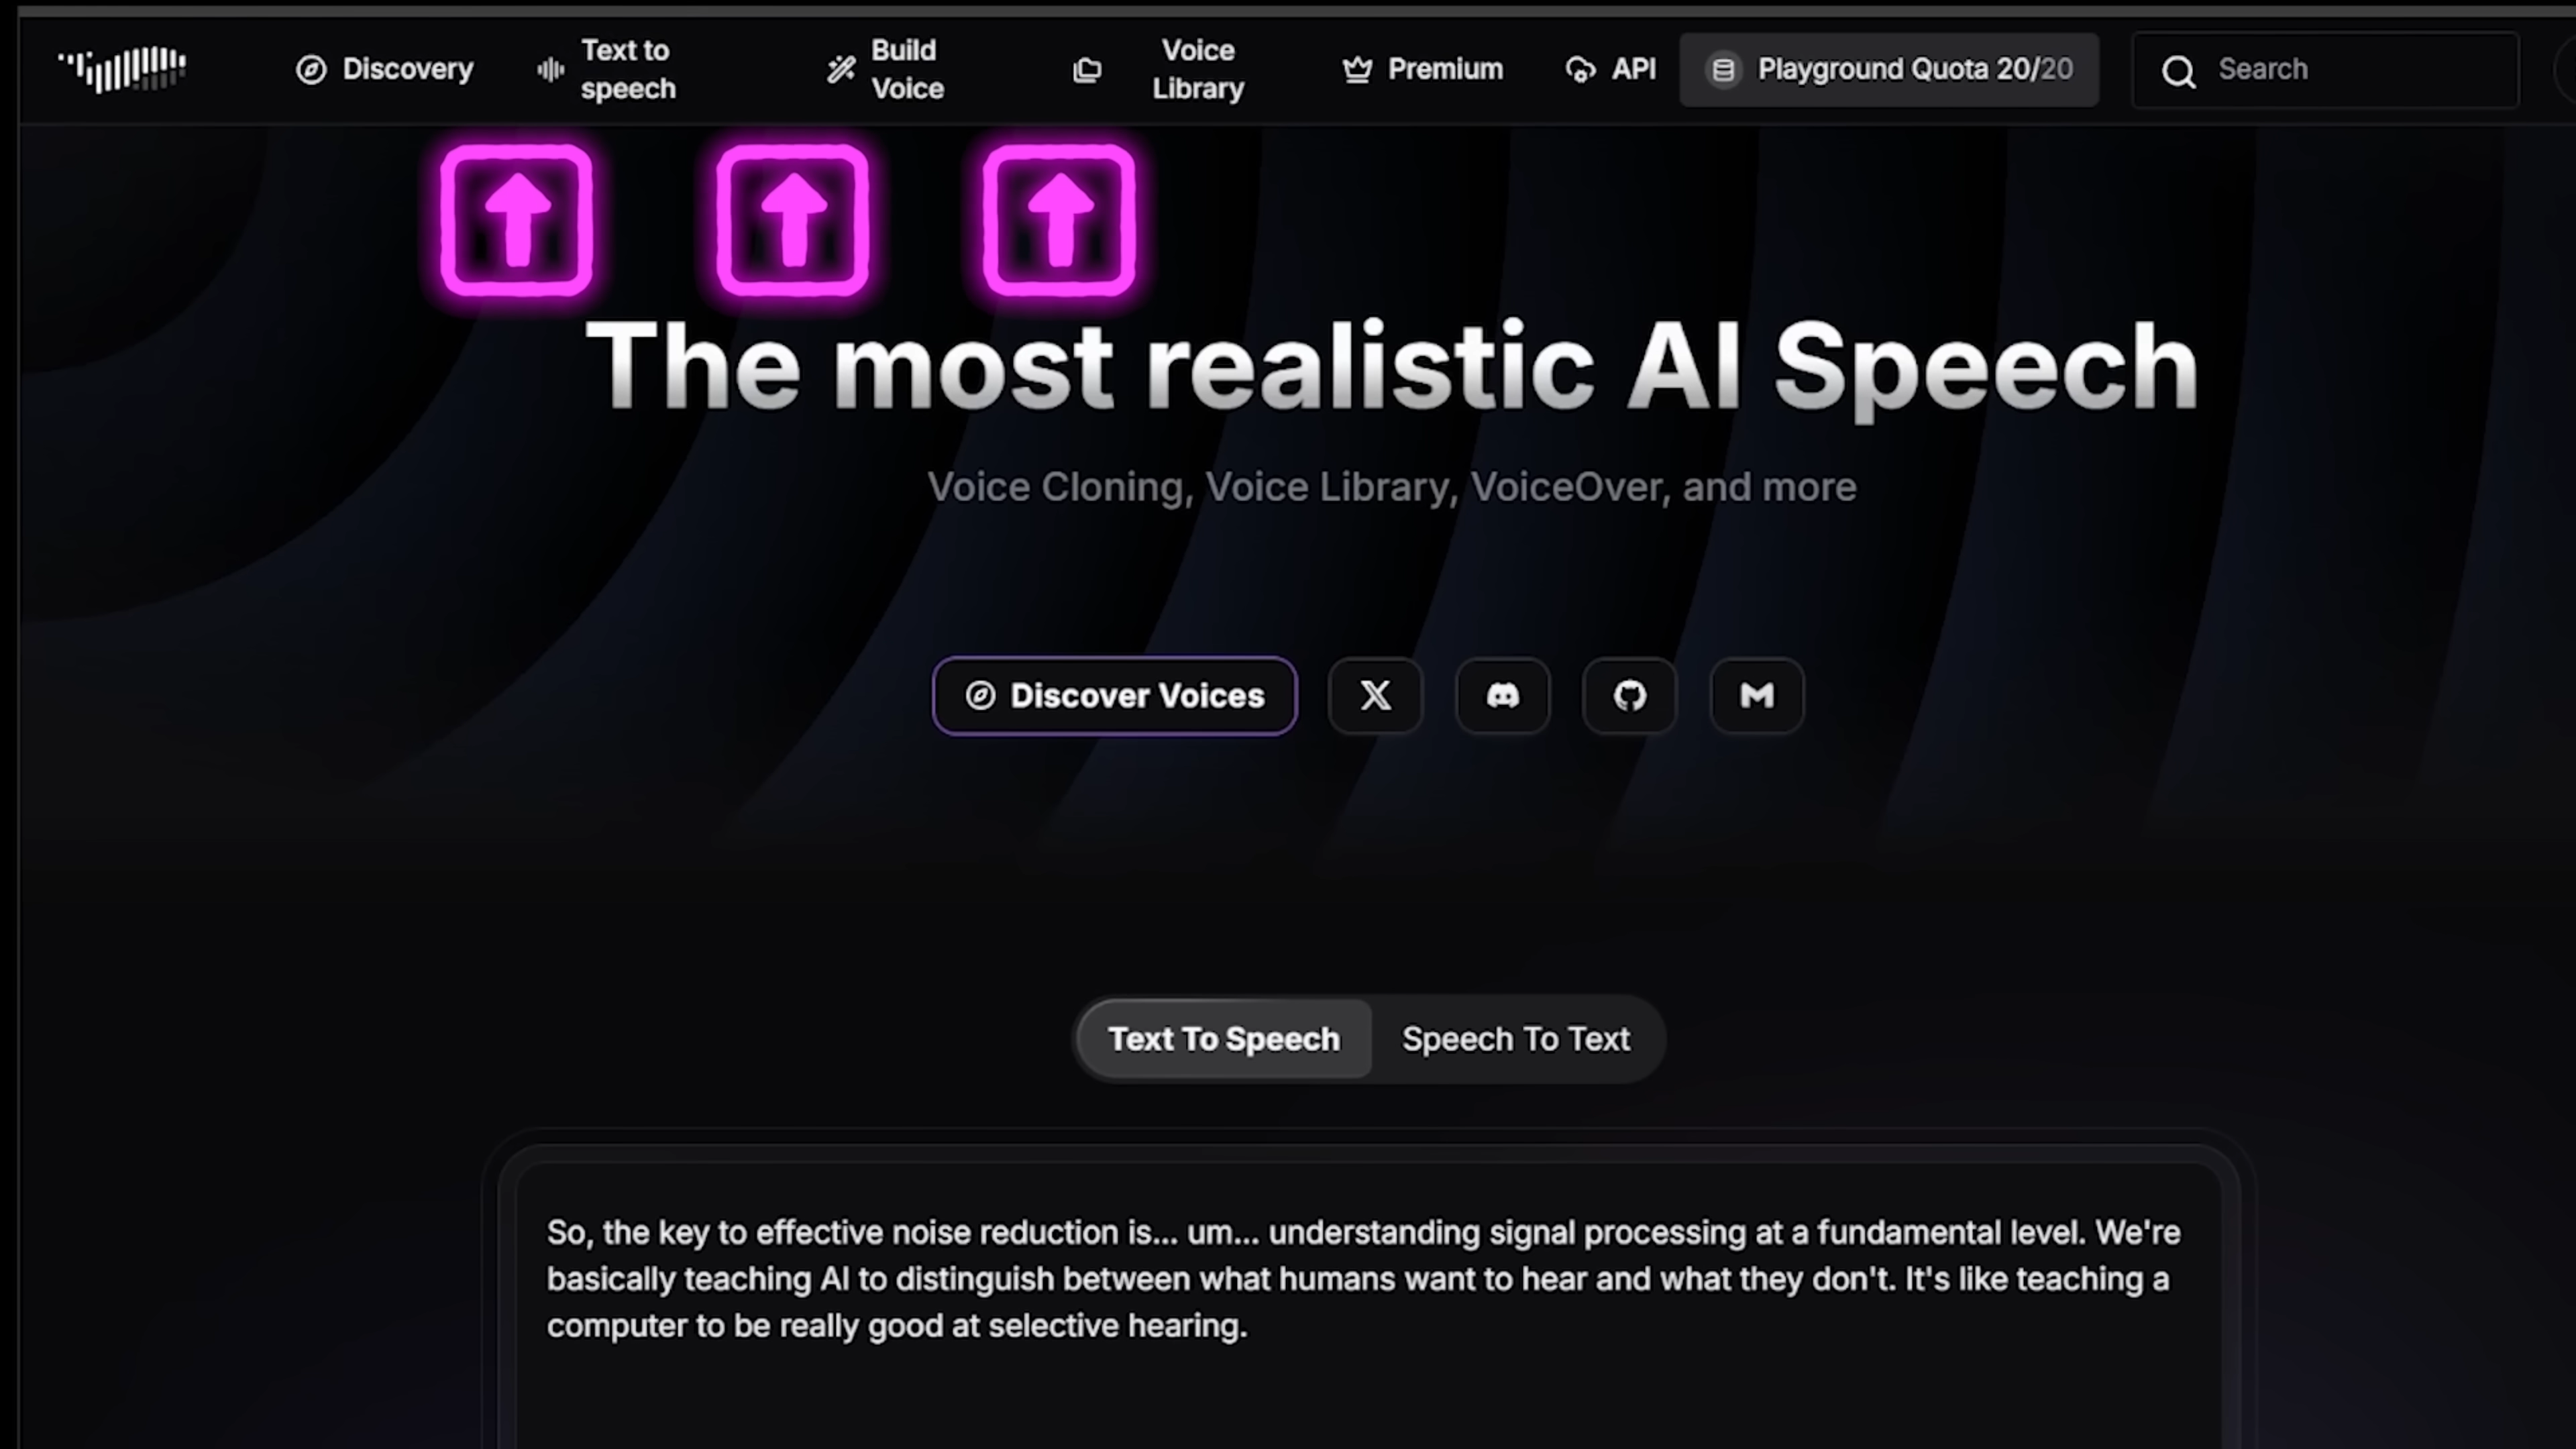 Discovery
Text to
speech
Build
Voice
Voice
Library
Premium
API
Playground Quota 20/20
Search
The most realistic AI Speech
Voice Cloning, Voice Library, VoiceOver, and more
Discover Voices
Text To Speech
Speech To Text
So, the key to effective noise reduction is... um... understanding signal processing at a fundamental level. We're
basically teaching AI to distinguish between what humans want to hear and what they don't. It's like teaching a
computer to be really good at selective hearing.